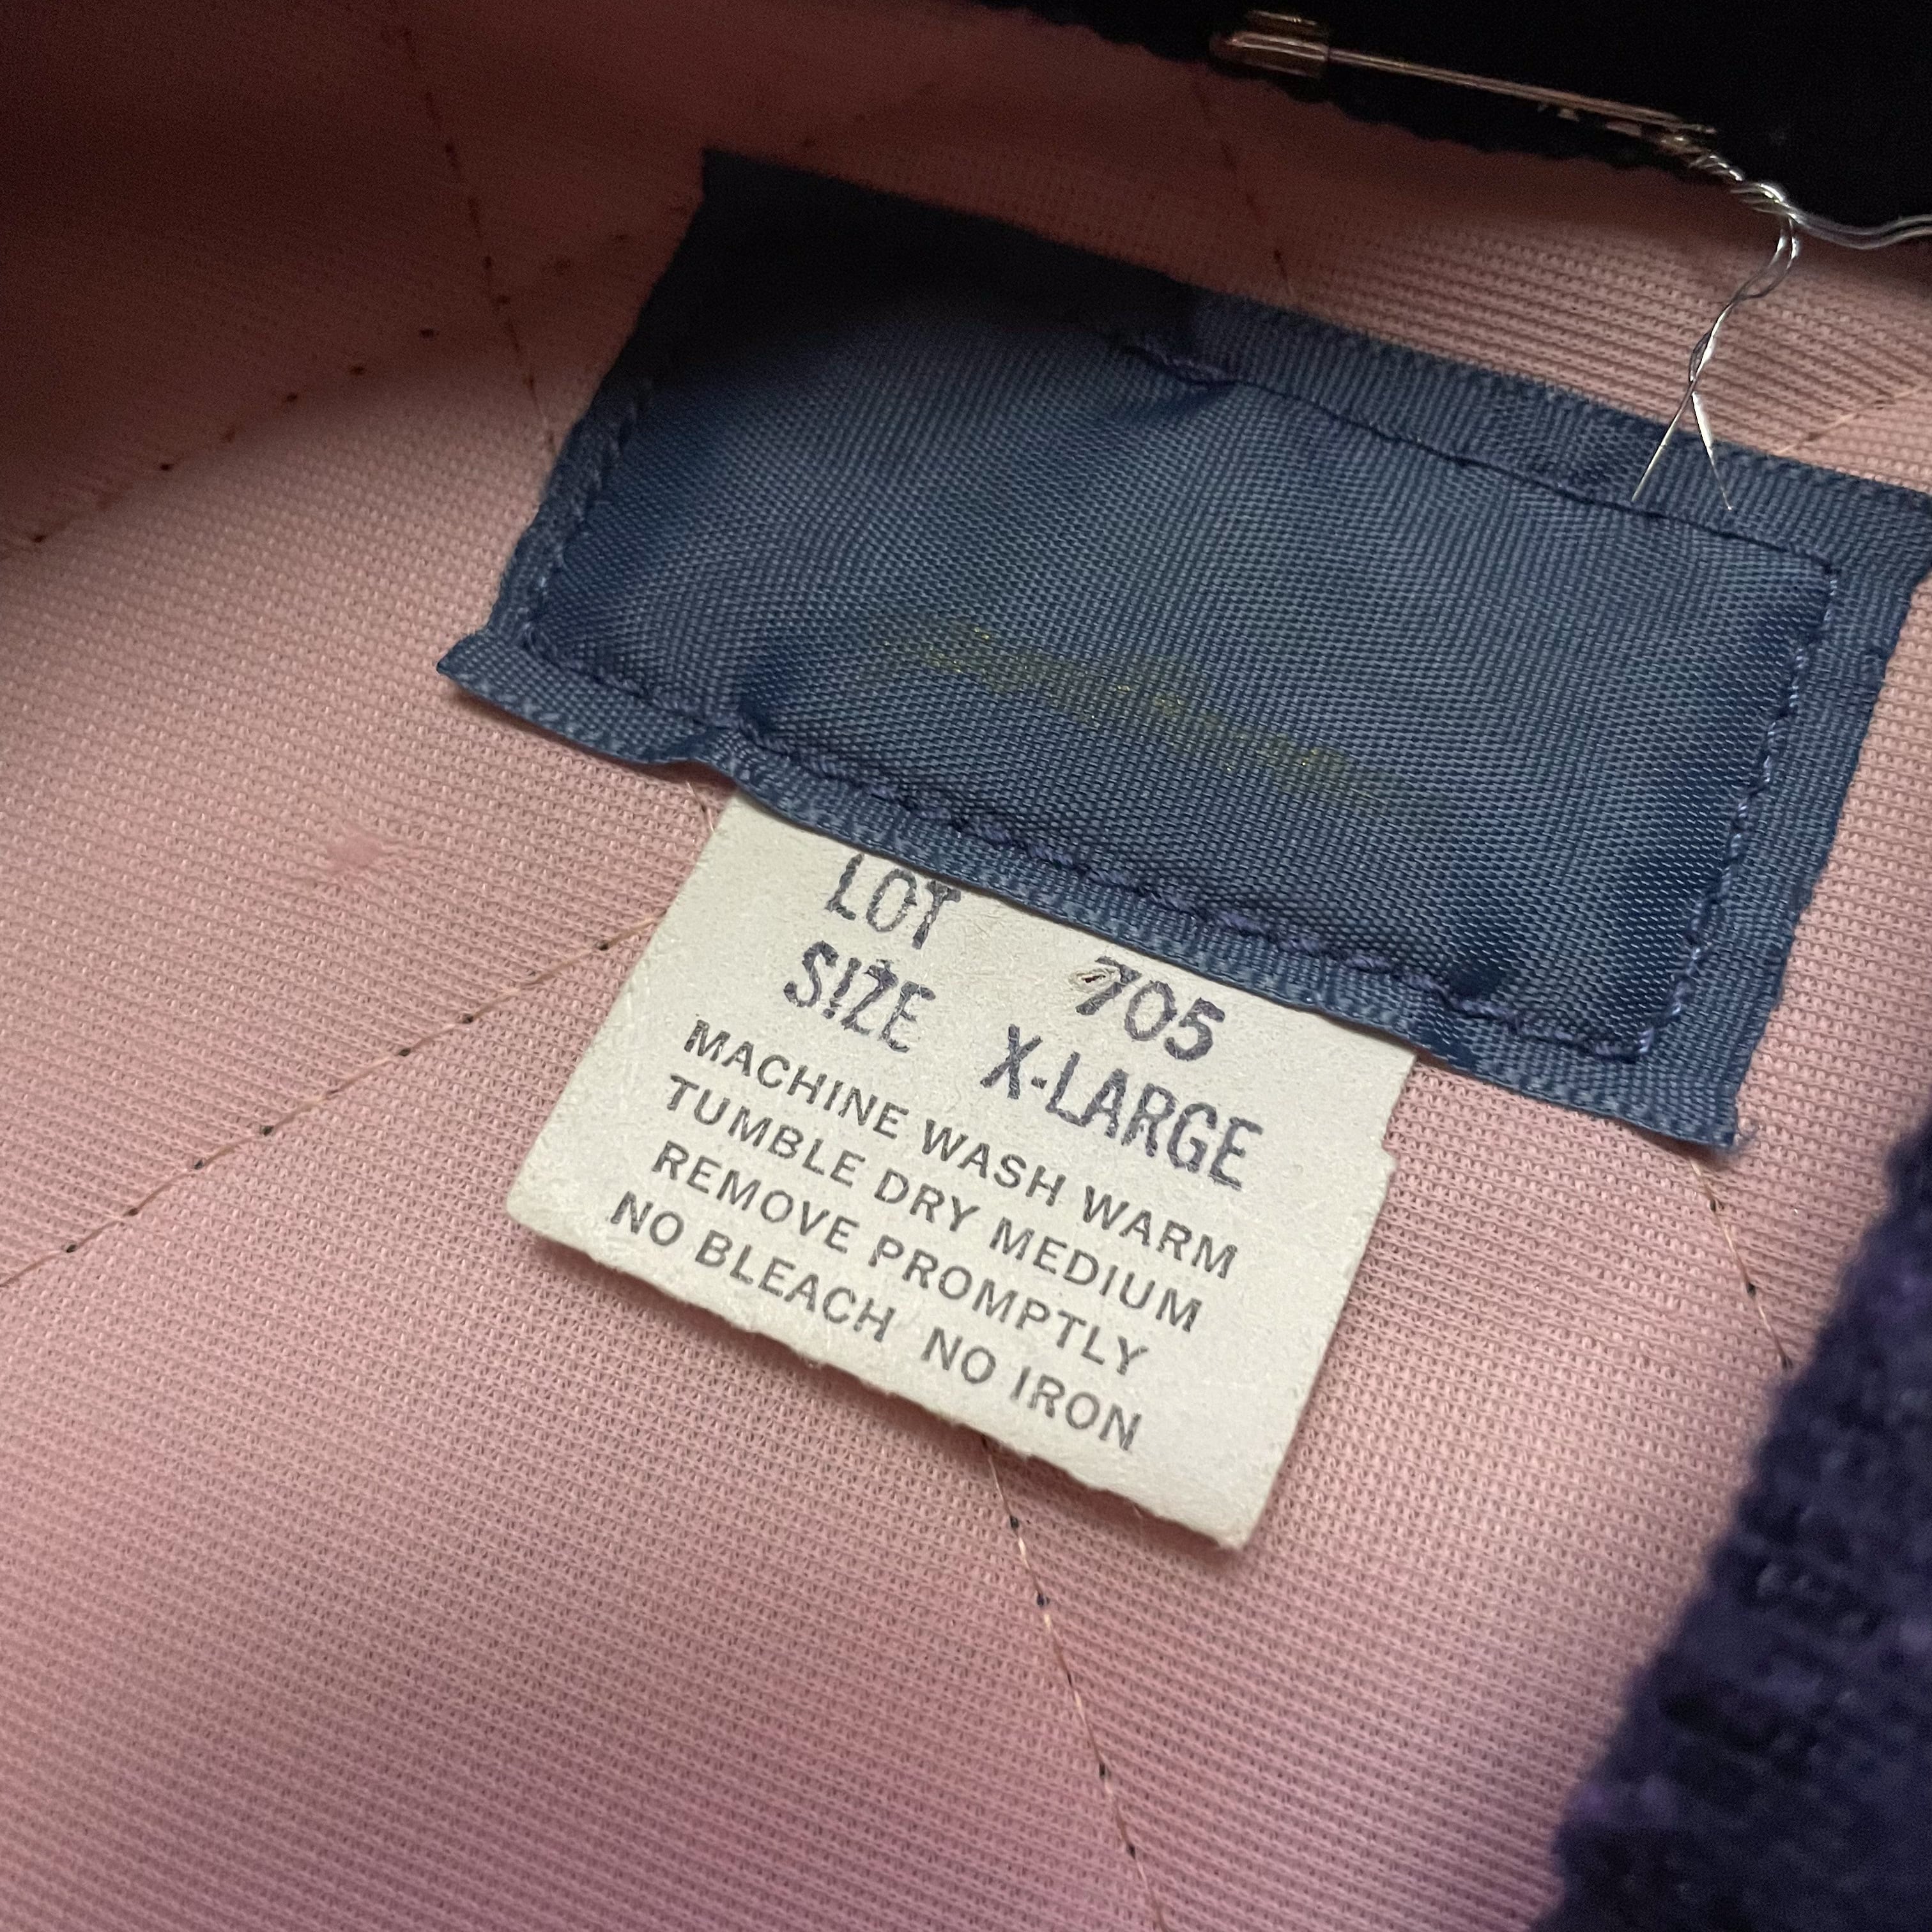 LOT 705
SIZE X-LARGE
MACHINE WASH WARM
TUMBLE DRY MEDIUM
REMOVE PROMPTLY
NO BLEACH NO IRON